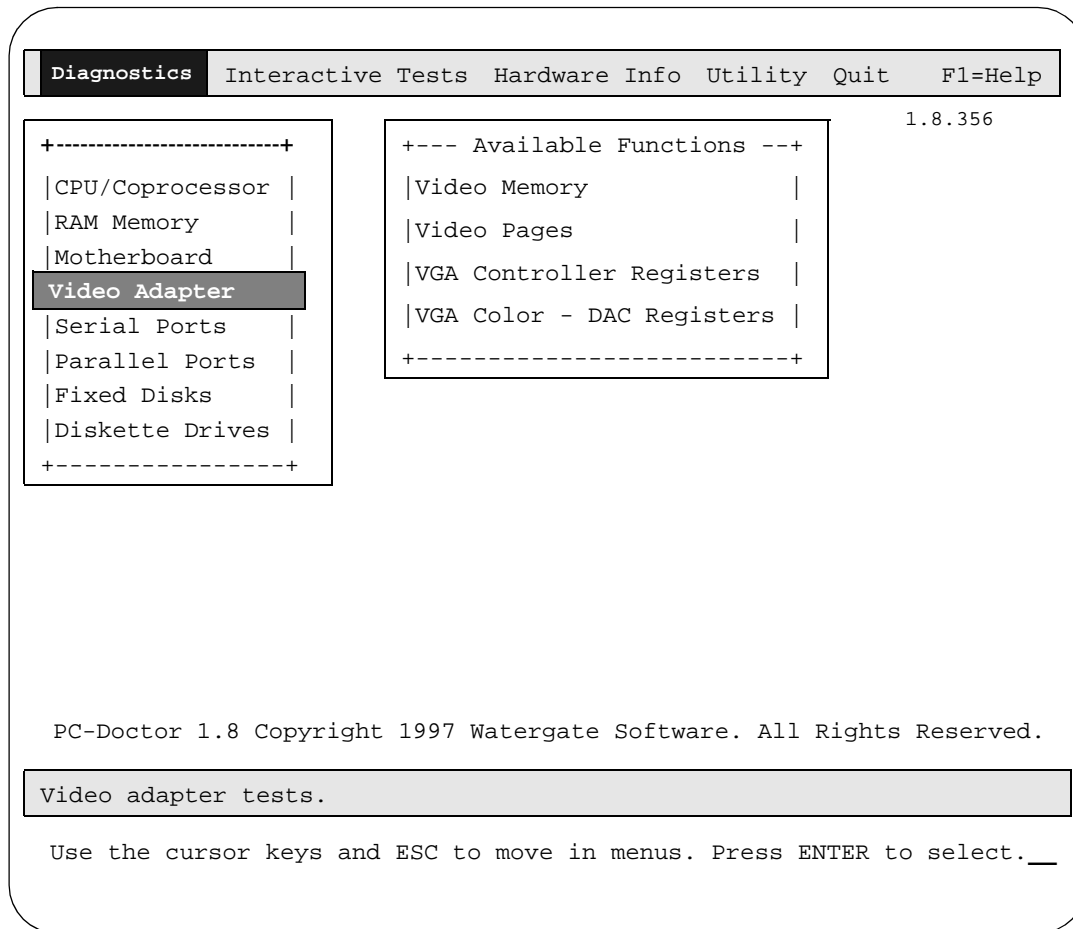 Diagnostics Interactive Tests Hardware Info Utility Quit F1=Help
1.8.356
+----------------------------+
|CPU/Coprocessor |
|RAM Memory |
|Motherboard |
Video Adapter
|Serial Ports |
|Parallel Ports |
|Fixed Disks |
|Diskette Drives |
+----------------+
+--- Available Functions --+
|Video Memory |
|Video Pages |
|VGA Controller Registers |
|VGA Color - DAC Registers |
+--------------------------+
PC-Doctor 1.8 Copyright 1997 Watergate Software. All Rights Reserved.
Video adapter tests.
Use the cursor keys and ESC to move in menus. Press ENTER to select.__